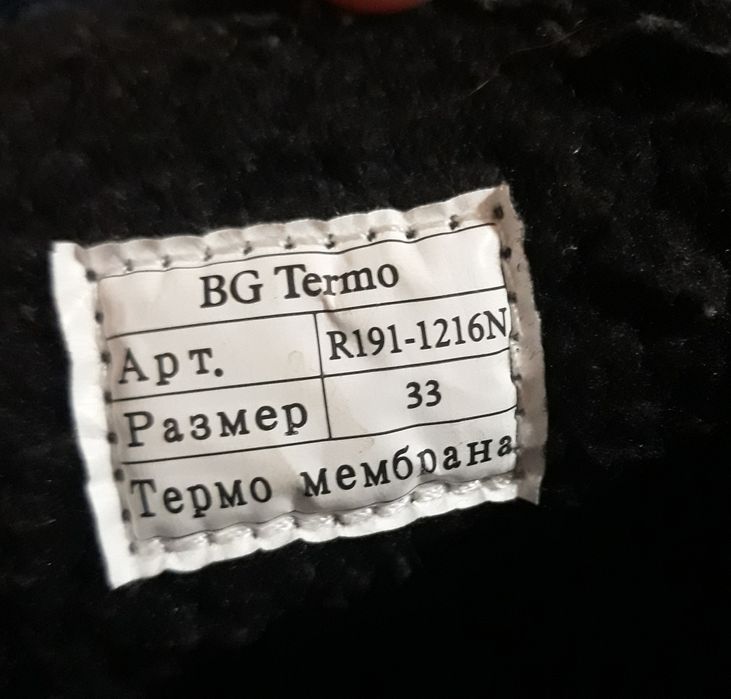 BG Termo
Арт. R191-1216N
Размер 33
Термо мембрана